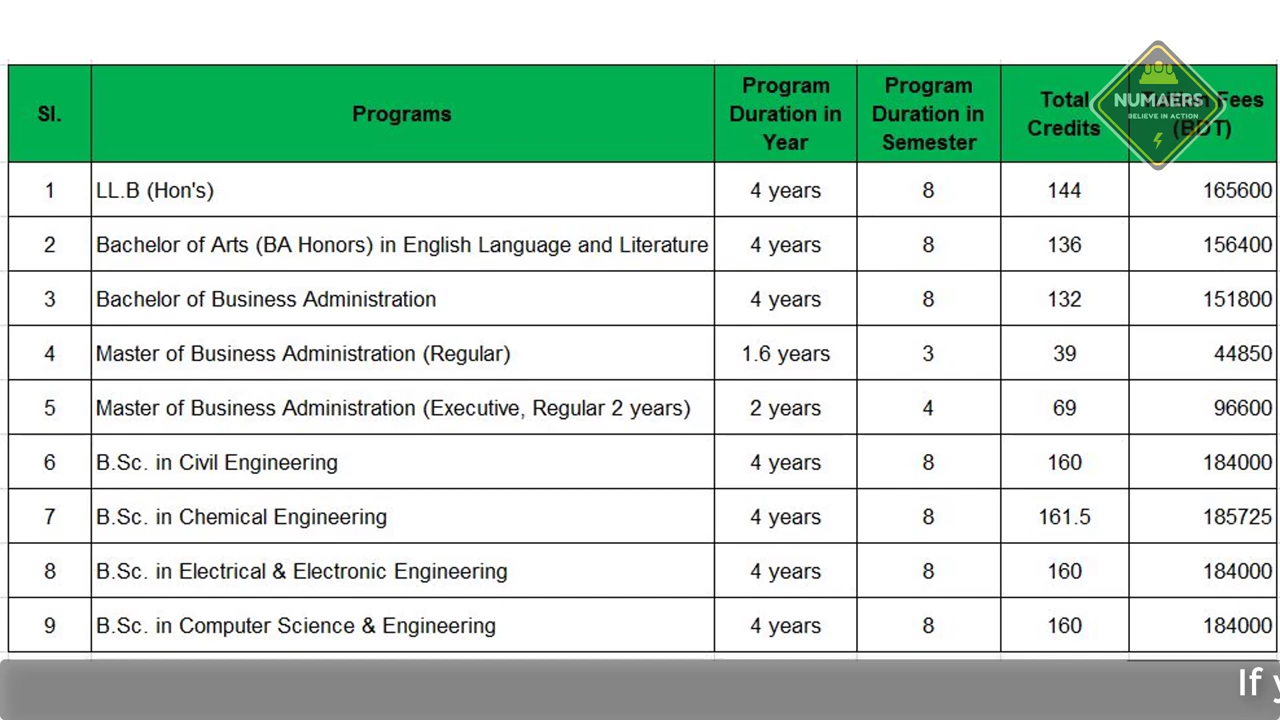 Sl. Programs Program Duration in Year Program Duration in Semester Total Credits Fees (BDT)
1 LL.B (Hon's) 4 years 8 144 165600
2 Bachelor of Arts (BA Honors) in English Language and Literature 4 years 8 136 156400
3 Bachelor of Business Administration 4 years 8 132 151800
4 Master of Business Administration (Regular) 1.6 years 3 39 44850
5 Master of Business Administration (Executive, Regular 2 years) 2 years 4 69 96600
6 B.Sc. in Civil Engineering 4 years 8 160 184000
7 B.Sc. in Chemical Engineering 4 years 8 161.5 185725
8 B.Sc. in Electrical & Electronic Engineering 4 years 8 160 184000
9 B.Sc. in Computer Science & Engineering 4 years 8 160 184000
NUMAERS
BELIEVE IN ACTION
If